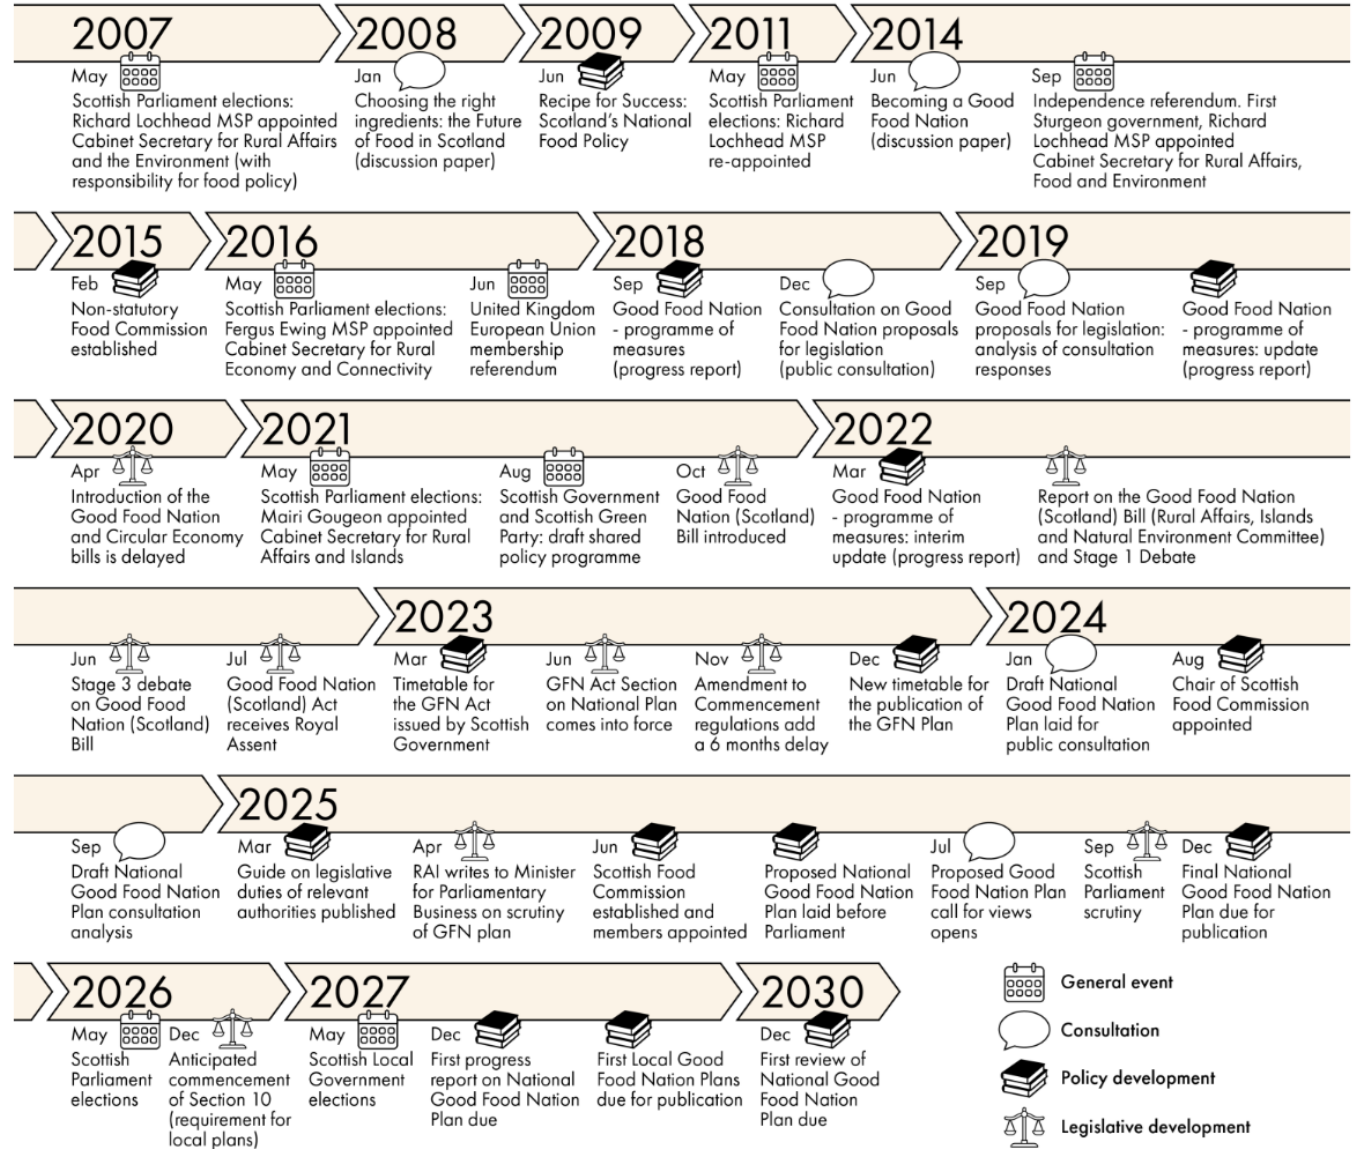 2007
May
Scottish Parliament elections:
Richard Lochhead MSP appointed
Cabinet Secretary for Rural Affairs
and the Environment (with
responsibility for food policy)
2008
Jan
Choosing the right
ingredients: the Future
of Food in Scotland
(discussion paper)
2009
Jun
Recipe for Success:
Scotland's National
Food Policy
2011
May
Scottish Parliament
elections: Richard
Lochhead MSP
re-appointed
2014
Jun
Becoming a Good
Food Nation
(discussion paper)
Sep
Independence referendum. First
Sturgeon government, Richard
Lochhead MSP appointed
Cabinet Secretary for Rural Affairs,
Food and Environment
2015
Feb
Non-statutory
Food Commission
established
2016
May
Scottish Parliament elections:
Fergus Ewing MSP appointed
Cabinet Secretary for Rural
Economy and Connectivity
Jun
United Kingdom
European Union
membership
referendum
2018
Sep
Good Food Nation
- programme of
measures
(progress report)
Dec
Consultation on Good
Food Nation proposals
for legislation
(public consultation)
2019
Sep
Good Food Nation
proposals for legislation:
analysis of consultation
responses
Good Food Nation
- programme of
measures: update
(progress report)
2020
Apr
Introduction of the
Good Food Nation
and Circular Economy
bills is delayed
2021
May
Scottish Parliament elections:
Mairi Gougeon appointed
Cabinet Secretary for Rural
Affairs and Islands
Aug
Scottish Government
and Scottish Green
Party: draft shared
policy programme
Oct
Good Food
Nation (Scotland)
Bill introduced
2022
Mar
Good Food Nation
- programme of
measures: interim
update (progress report)
Report on the Good Food Nation
(Scotland) Bill (Rural Affairs, Islands
and Natural Environment Committee)
and Stage 1 Debate
Jun
Stage 3 debate
on Good Food
Nation (Scotland)
Bill
Jul
Good Food Nation
(Scotland) Act
receives Royal
Assent
2023
Mar
Timetable for
the GFN Act
issued by Scottish
Government
Jun
GFN Act Section
on National Plan
comes into force
Nov
Amendment to
Commencement
regulations add
a 6 months delay
Dec
New timetable for
the publication of
the GFN Plan
2024
Jan
Draft National
Good Food Nation
Plan laid for
public consultation
Aug
Chair of Scottish
Food Commission
appointed
Sep
Draft National
Good Food Nation
Plan consultation
analysis
2025
Mar
Guide on legislative
duties of relevant
authorities published
Apr
RAI writes to Minister
for Parliamentary
Business on scrutiny
of GFN plan
Jun
Scottish Food
Commission
established and
members appointed
Proposed National
Good Food Nation
Plan laid before
Parliament
Jul
Proposed Good
Food Nation Plan
call for views
opens
Sep
Scottish
Parliament
scrutiny
Dec
Final National
Good Food Nation
Plan due for
publication
2026
May
Scottish
Parliament
elections
Dec
Anticipated
commencement
of Section 10
(requirement for
local plans)
2027
May
Scottish Local
Government
elections
Dec
First progress
report on National
Good Food Nation
Plan due
First Local Good
Food Nation Plans
due for publication
2030
Dec
First review of
National Good
Food Nation
Plan due
General event
Consultation
Policy development
Legislative development